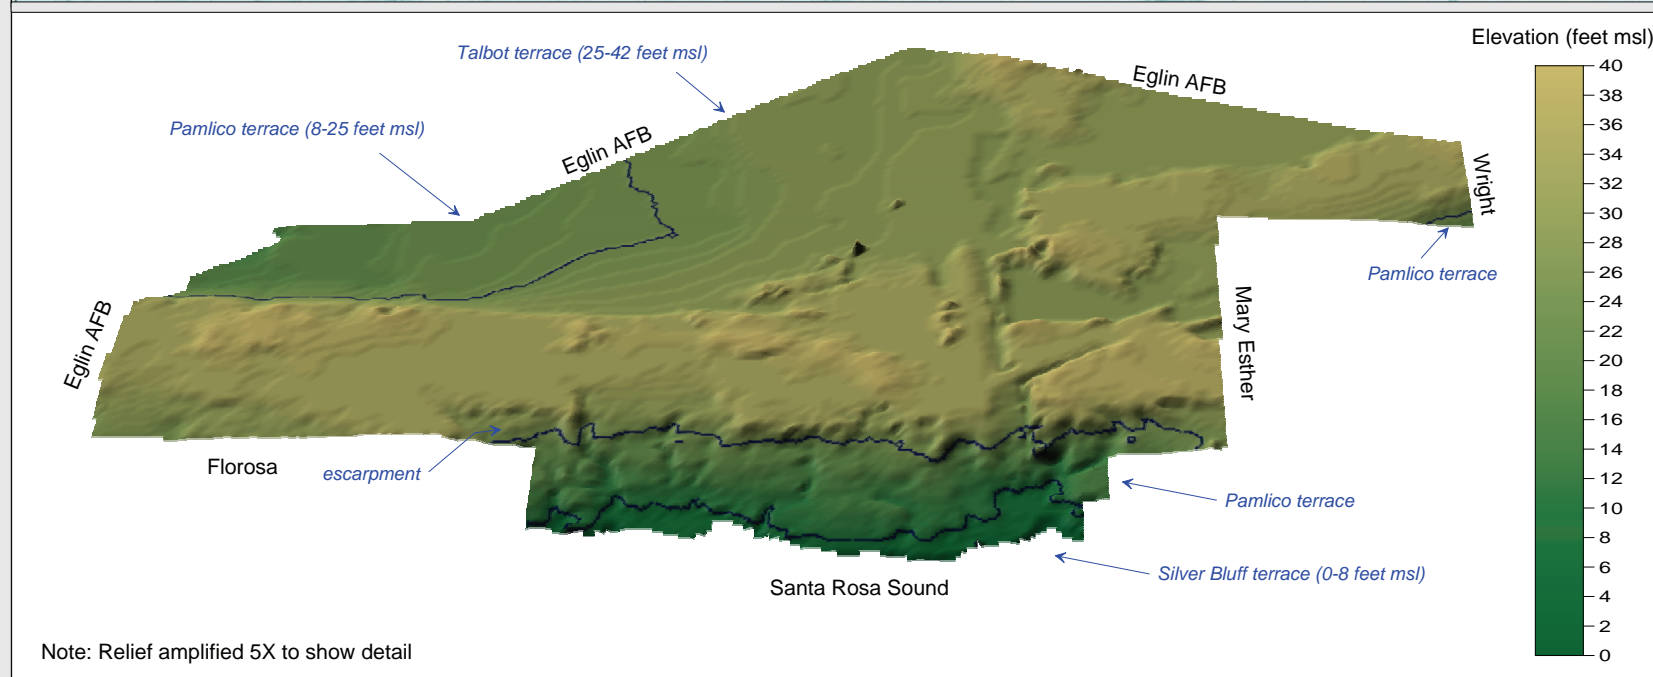 Elevation (feet msl)
Talbot terrace (25-42 feet msl)
Eglin AFB
Pamlico terrace (8-25 feet msl)
Eglin AFB
Wright
Pamlico terrace
Eglin AFB
Mary Esther
Florosa
escarpment
Pamlico terrace
Silver Bluff terrace (0-8 feet msl)
Santa Rosa Sound
Note: Relief amplified 5X to show detail
40
38
36
34
32
30
28
26
24
22
20
18
16
14
12
10
8
6
4
2
0